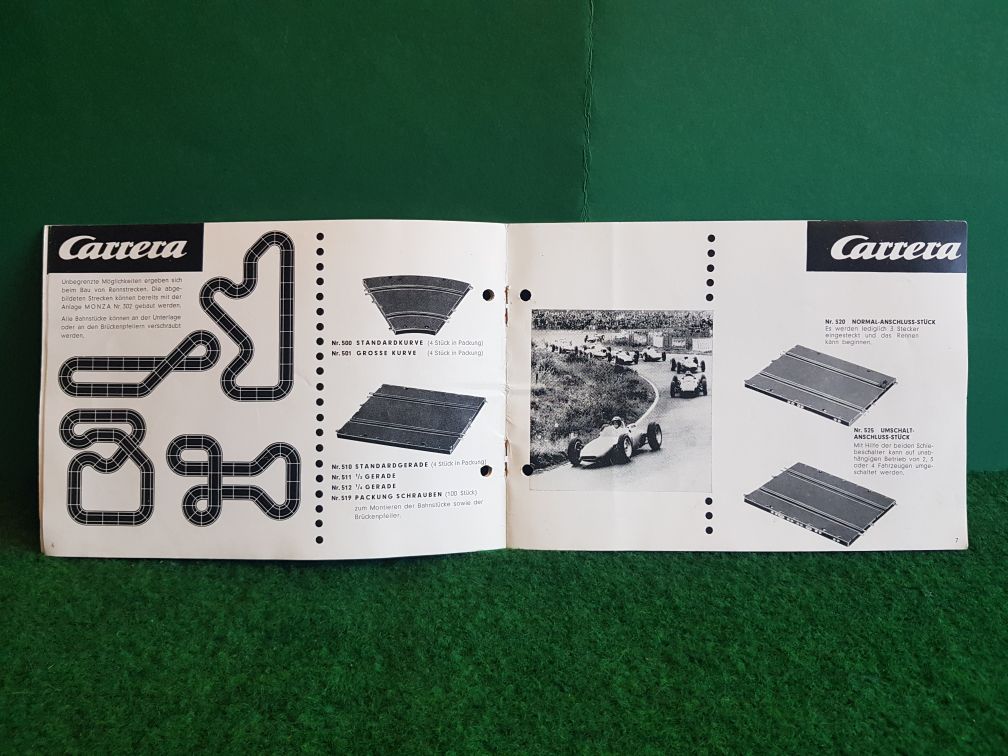 Carrera
Unbegrenzte Möglichkeiten ergeben sich
beim Bau von Rennstrecken. Die abge-
bildeten Strecken können bereits mit der
Anlage MONZA Nr. 502 gebaut werden.
Alle Bahnstücke können an der Unterlage
oder an den Brückenpfeilern verschraubt
werden.
Nr. 500 STANDARDKURVE (4 Stück in Packung)
Nr. 501 GROSSE KURVE (4 Stück in Packung)
Nr. 510 STANDARDGERADE (4 Stück in Packung)
Nr. 511 1/3 GERADE
Nr. 512 1/4 GERADE
Nr. 519 PACKUNG SCHRAUBEN (100 Stück)
zum Montieren der Bahnstücke sowie der
Brückenpfeiler.
Carrera
Nr. 520 NORMAL-ANSCHLUSS-STÜCK
Es werden lediglich 3 Stecker
eingesteckt und das Rennen
kann beginnen.
Nr. 525 UMSCHALT-
ANSCHLUSS-STÜCK
Mit Hilfe der beiden Schie-
beschalter kann auf unab-
hängigen Betrieb von 2, 3
oder 4 Fahrzeugen umge-
schaltet werden.
7